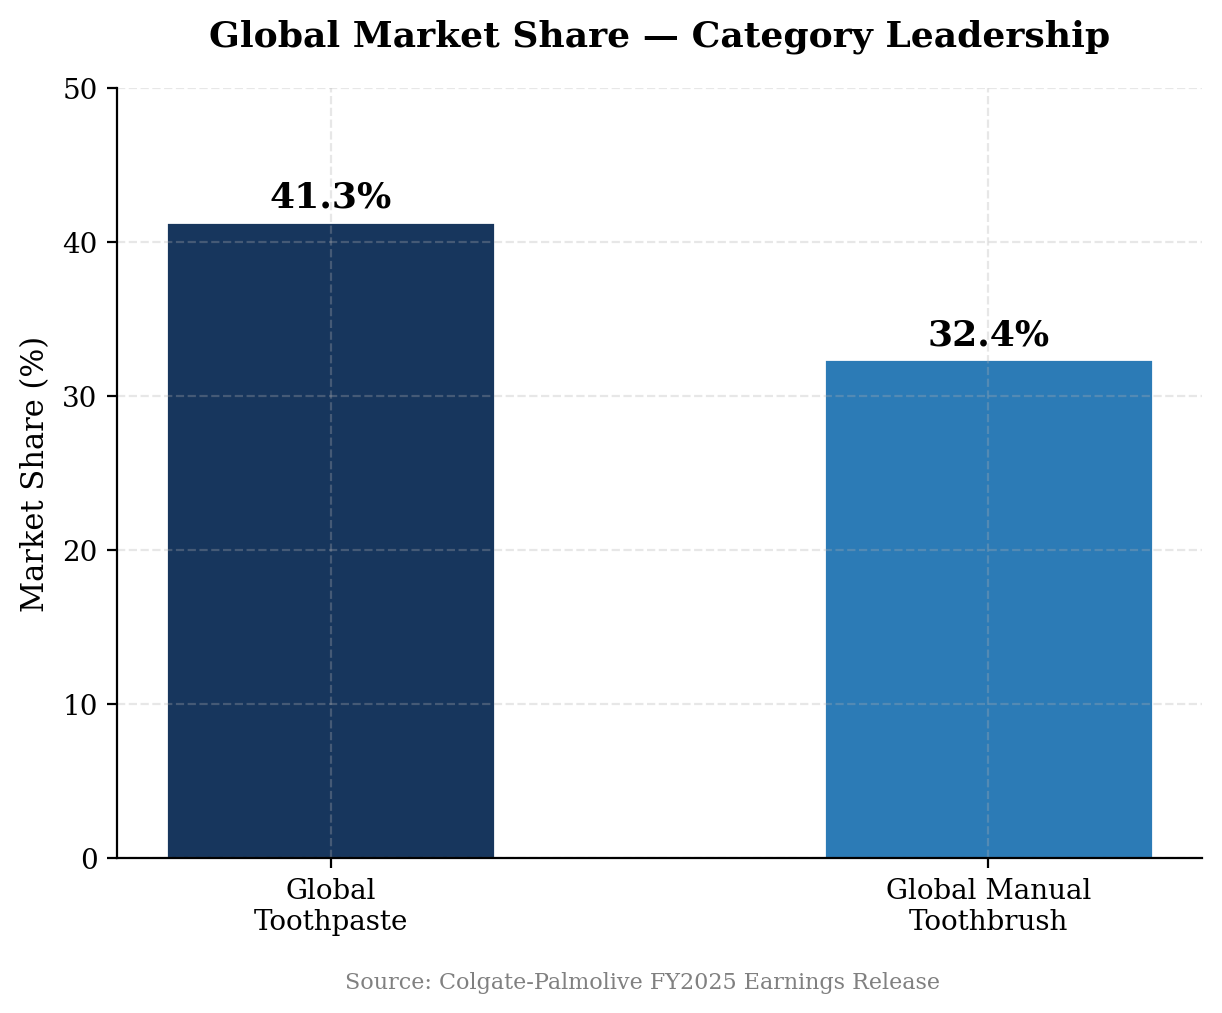 Global Market Share — Category Leadership
50
40
30
20
10
0
Market Share (%)
41.3%
32.4%
Global
Toothpaste
Global Manual
Toothbrush
Source: Colgate-Palmolive FY2025 Earnings Release